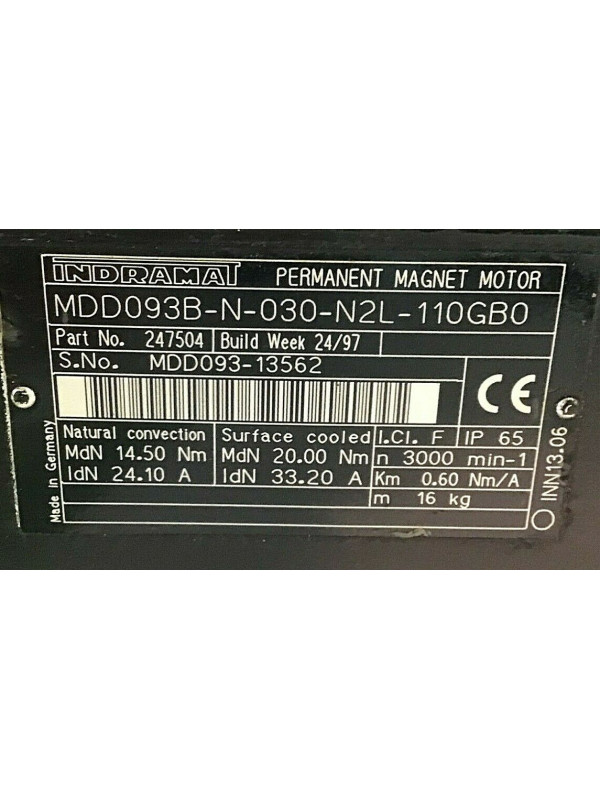 INDRAMAT PERMANENT MAGNET MOTOR
MDD093B-N-030-N2L-110GB0
Part No. 247504 Build Week 24/97
S.No. MDD093-13562
CE
Natural convection Surface cooled I.Cl. F IP 65
MdN 14.50 Nm MdN 20.00 Nm n 3000 min-1
IdN 24.10 A IdN 33.20 A Km 0.60 Nm/A
m 16 kg
Made in Germany
INN13.06